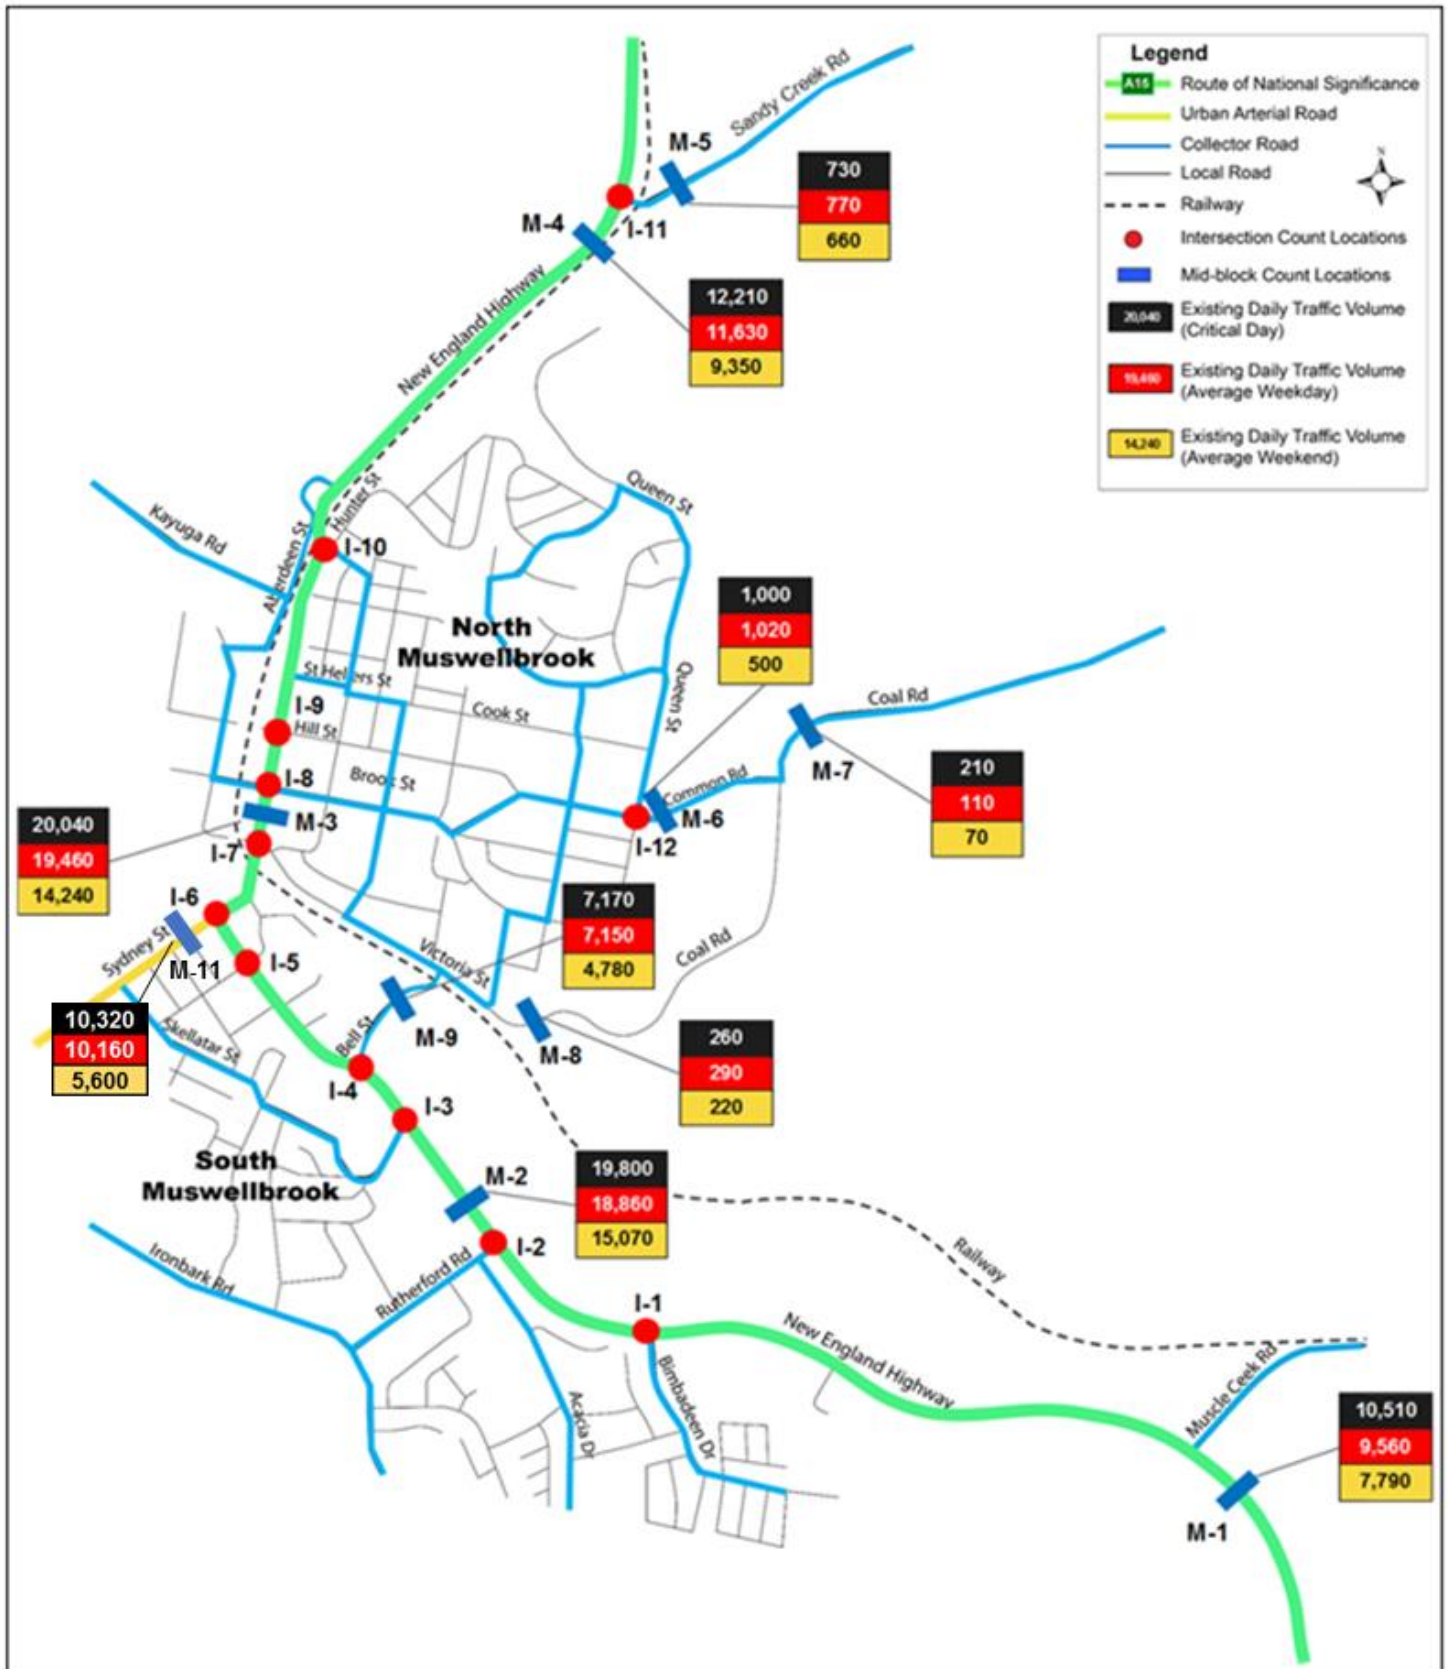 Legend
A15
Route of National Significance
Urban Arterial Road
Collector Road
Local Road
Railway
Intersection Count Locations
Mid-block Count Locations
20,040
Existing Daily Traffic Volume
(Critical Day)
19,460
Existing Daily Traffic Volume
(Average Weekday)
14,240
Existing Daily Traffic Volume
(Average Weekend)
N
Sandy Creek Rd
M-5
730
770
660
M-4
I-11
12,210
11,630
9,350
New England Highway
Kayuga Rd
Aberdeen St
Hunter St
I-10
Queen St
North
Muswellbrook
1,000
1,020
500
St Heliers St
I-9
Hill St
Cook St
Queen St
Coal Rd
I-8
Brook St
Common Rd
M-7
210
110
70
M-3
M-6
I-12
20,040
19,460
14,240
I-7
I-6
Sydney St
M-11
I-5
7,170
7,150
4,780
Victoria St
Coal Rd
10,320
10,160
5,600
Skellatar St
Bell St
M-9
M-8
260
290
220
I-4
I-3
South
Muswellbrook
M-2
19,800
18,860
15,070
I-2
Ironbark Rd
Rutherford Rd
Railway
I-1
New England Highway
Bimbadeen Dr
Acacia Dr
Muscle Ceek Rd
10,510
9,560
7,790
M-1